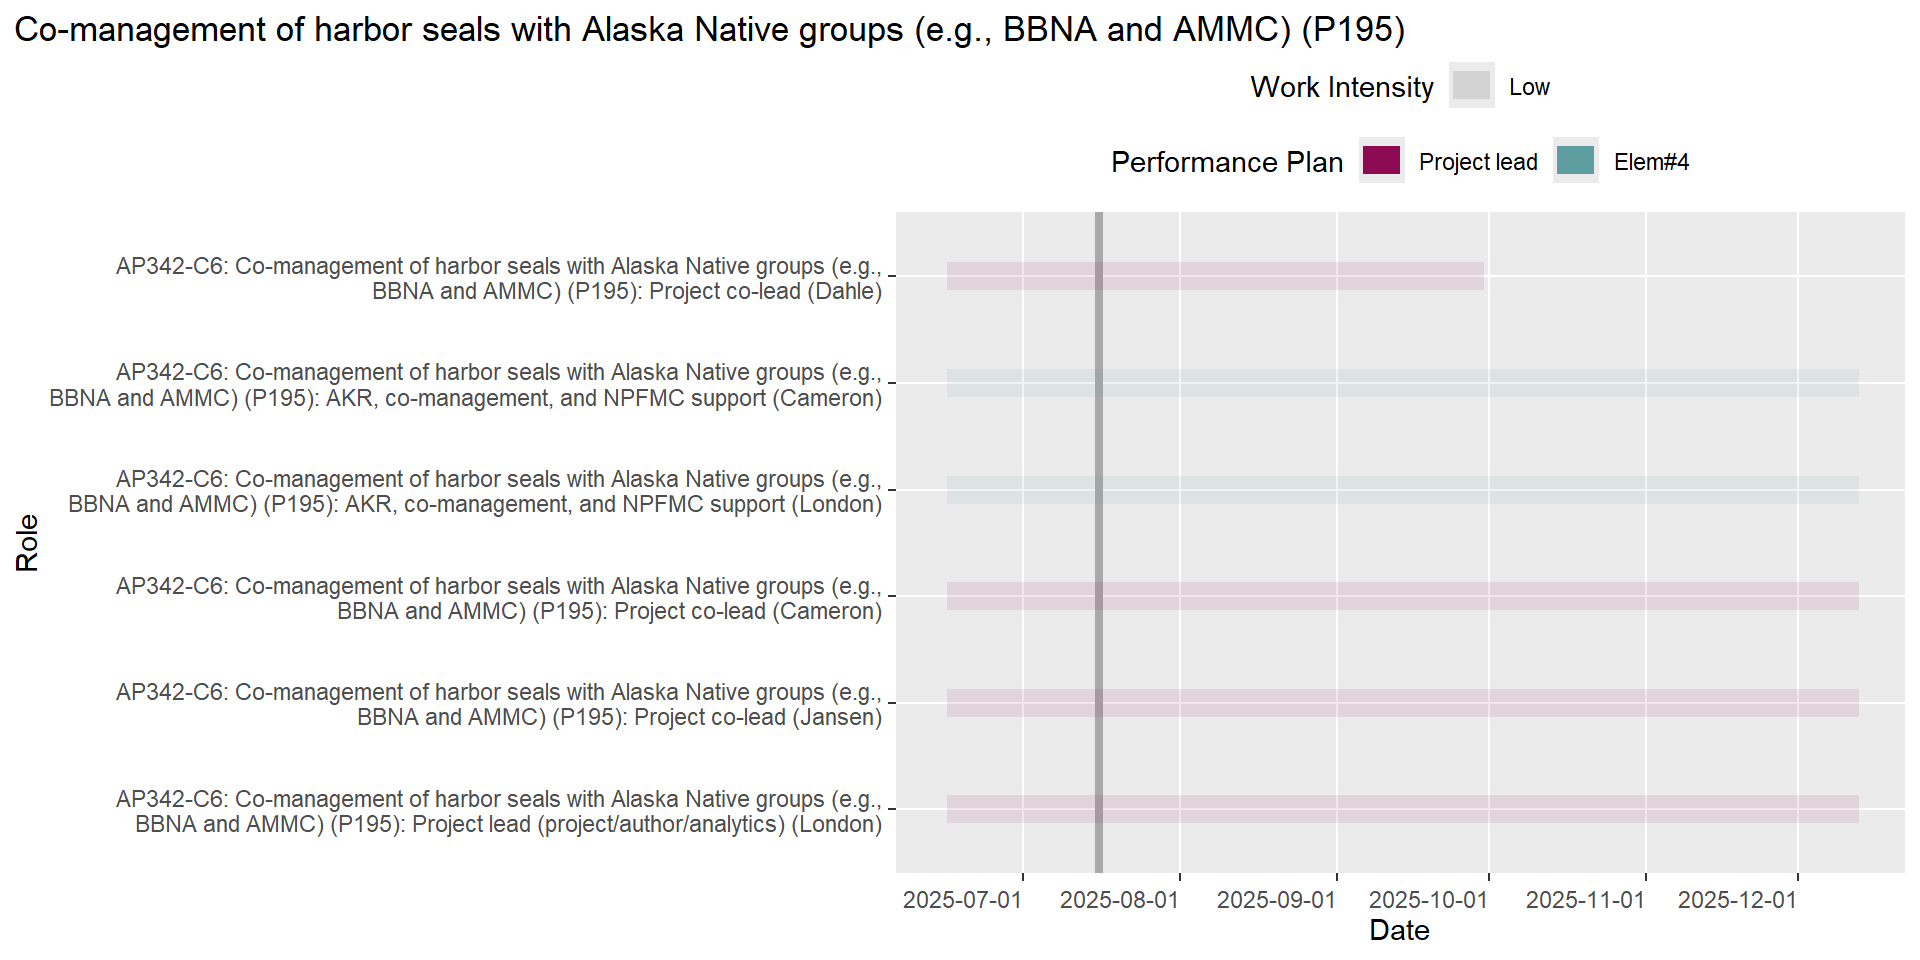 Co-management of harbor seals with Alaska Native groups (e.g., BBNA and AMMC) (P195)
Work Intensity Low
Performance Plan Project lead Elem#4
AP342-C6: Co-management of harbor seals with Alaska Native groups (e.g.,
BBNA and AMMC) (P195): Project co-lead (Dahle)
AP342-C6: Co-management of harbor seals with Alaska Native groups (e.g.,
BBNA and AMMC) (P195): AKR, co-management, and NPFMC support (Cameron)
AP342-C6: Co-management of harbor seals with Alaska Native groups (e.g.,
BBNA and AMMC) (P195): AKR, co-management, and NPFMC support (London)
AP342-C6: Co-management of harbor seals with Alaska Native groups (e.g.,
BBNA and AMMC) (P195): Project co-lead (Cameron)
AP342-C6: Co-management of harbor seals with Alaska Native groups (e.g.,
BBNA and AMMC) (P195): Project co-lead (Jansen)
AP342-C6: Co-management of harbor seals with Alaska Native groups (e.g.,
BBNA and AMMC) (P195): Project lead (project/author/analytics) (London)
Role
2025-07-01 2025-08-01 2025-09-01 2025-10-01 2025-11-01 2025-12-01
Date